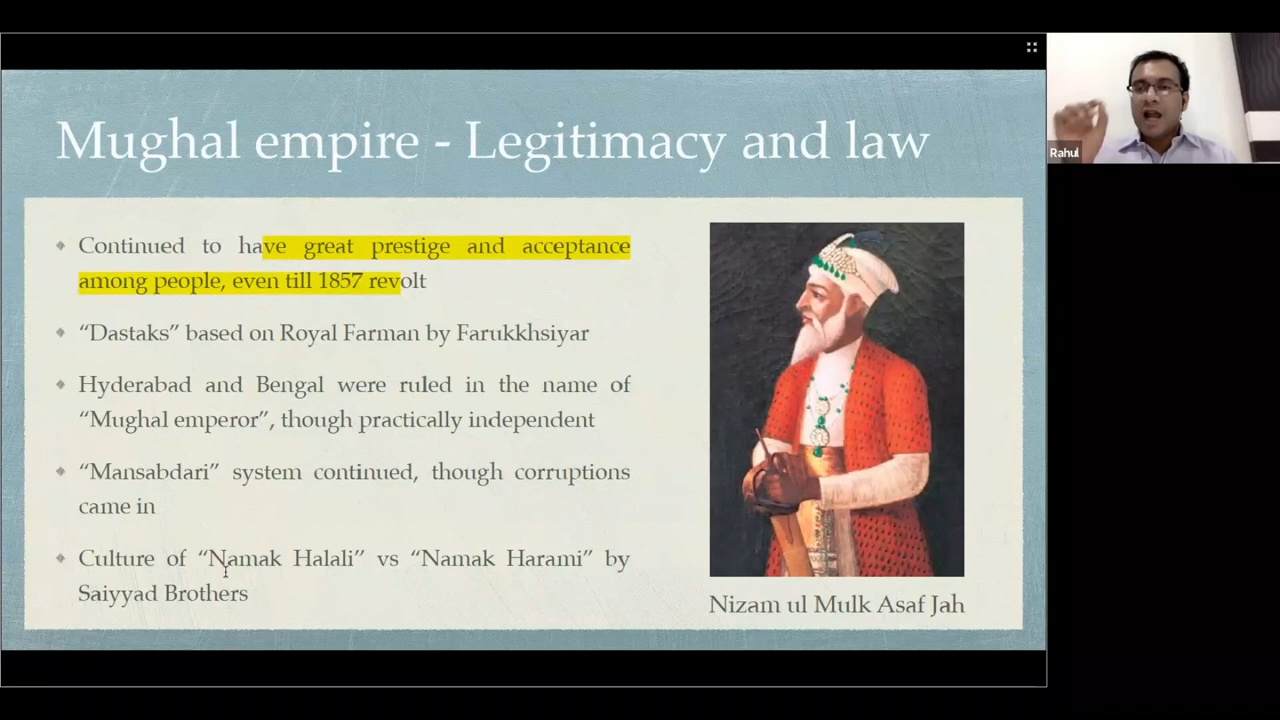 Mughal empire - Legitimacy and law
Continued to have great prestige and acceptance
among people, even till 1857 revolt
“Dastaks” based on Royal Farman by Farukkhsiyar
Hyderabad and Bengal were ruled in the name of
“Mughal emperor”, though practically independent
“Mansabdari” system continued, though corruptions
came in
Culture of “Namak Halali” vs “Namak Harami” by
Saiyyad Brothers
Nizam ul Mulk Asaf Jah
Rahul